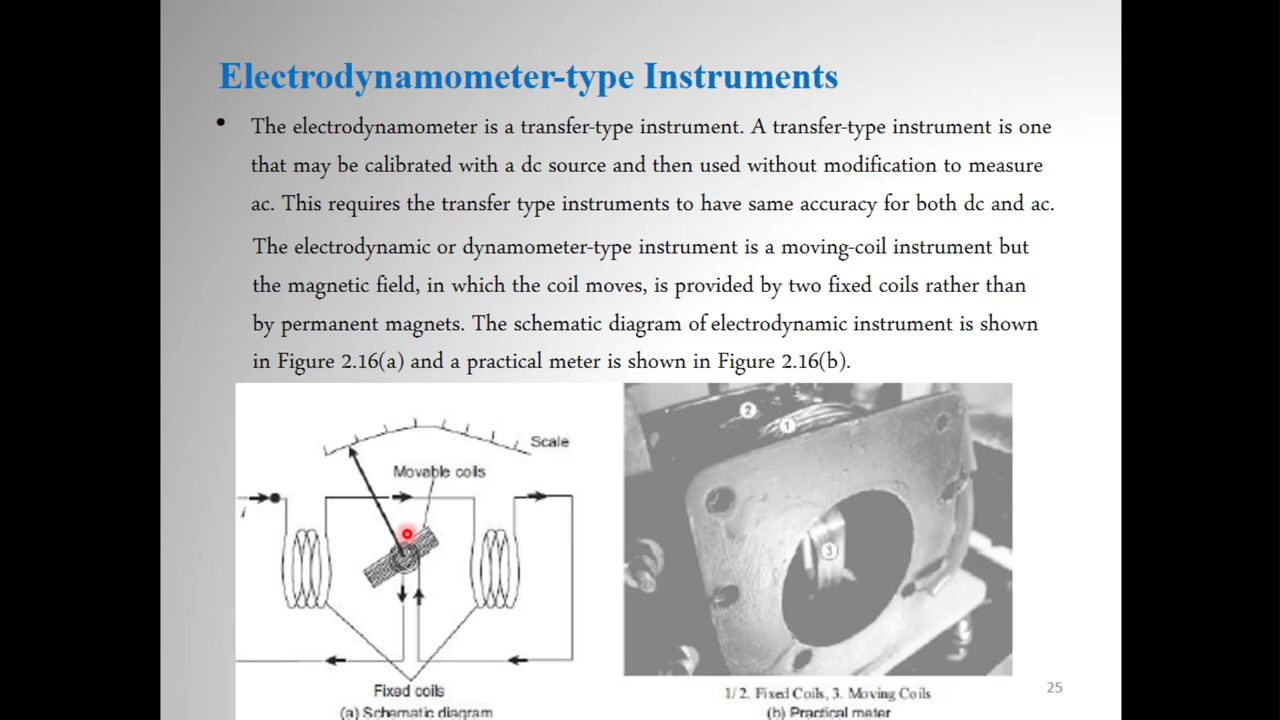 Electrodynamometer-type Instruments
• The electrodynamometer is a transfer-type instrument. A transfer-type instrument is one
that may be calibrated with a dc source and then used without modification to measure
ac. This requires the transfer type instruments to have same accuracy for both dc and ac.
The electrodynamic or dynamometer-type instrument is a moving-coil instrument but
the magnetic field, in which the coil moves, is provided by two fixed coils rather than
by permanent magnets. The schematic diagram of electrodynamic instrument is shown
in Figure 2.16(a) and a practical meter is shown in Figure 2.16(b).
Scale
Movable coils
i
Fixed coils
(a) Schematic diagram
2
1
3
1/2. Fixed Coils, 3. Moving Coils
(b) Practical meter
25